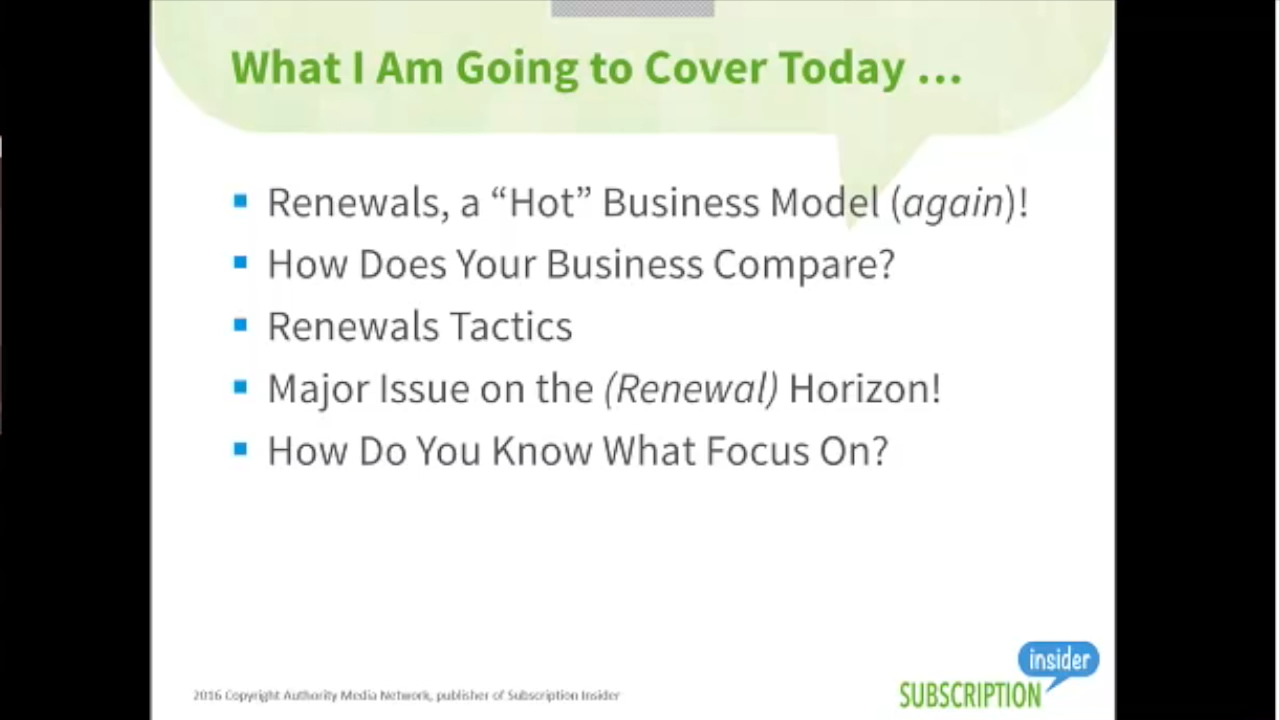 What I Am Going to Cover Today ...
Renewals, a “Hot” Business Model (again)!
How Does Your Business Compare?
Renewals Tactics
Major Issue on the (Renewal) Horizon!
How Do You Know What Focus On?
2016 Copyright Authority Media Network, publisher of Subscription Insider
insider
SUBSCRIPTION